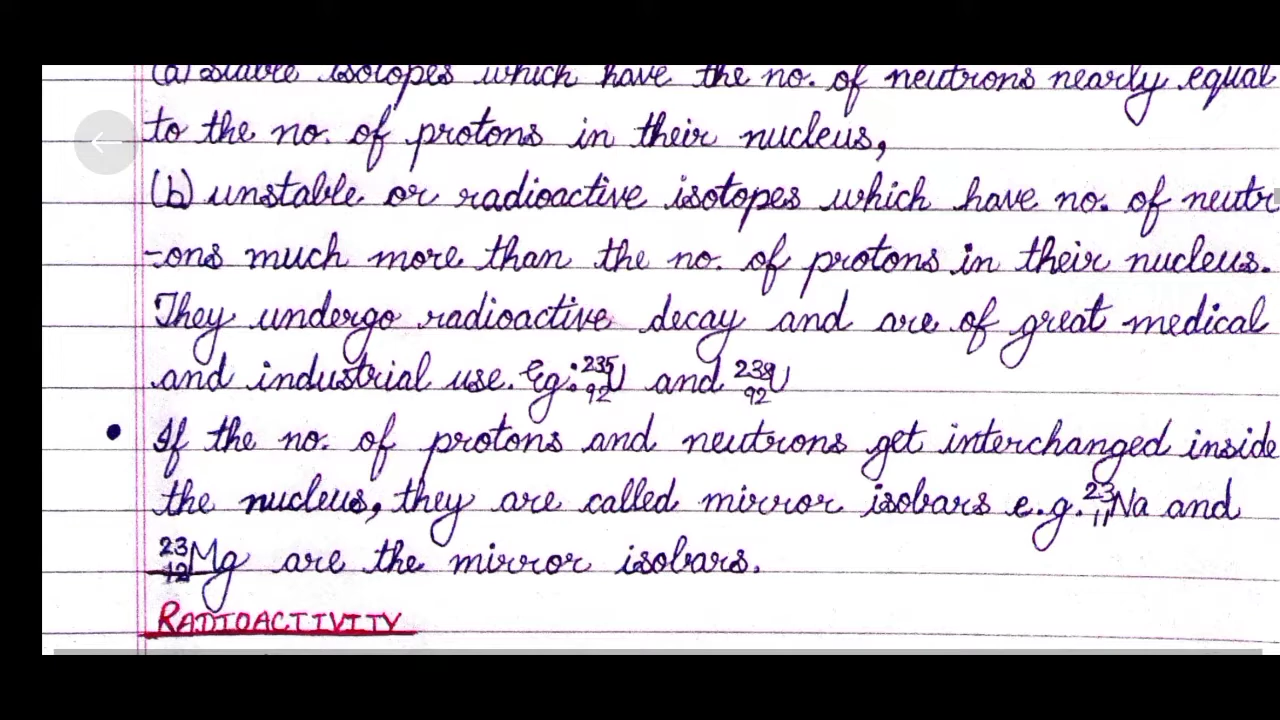 (a) stable isotopes which have the no. of neutrons nearly equal
to the no. of protons in their nucleus,
(b) unstable or radioactive isotopes which have no. of neutr
-ons much more than the no. of protons in their nucleus.
They undergo radioactive decay and are of great medical
and industrial use. Eg: ²³⁵₉₂U and ²³⁹₉₂U
• If the no. of protons and neutrons get interchanged inside
the nucleus, they are called mirror isobars e.g. ²³₁₁Na and
²³₁₂Mg are the mirror isobars.
RADIOACTIVITY